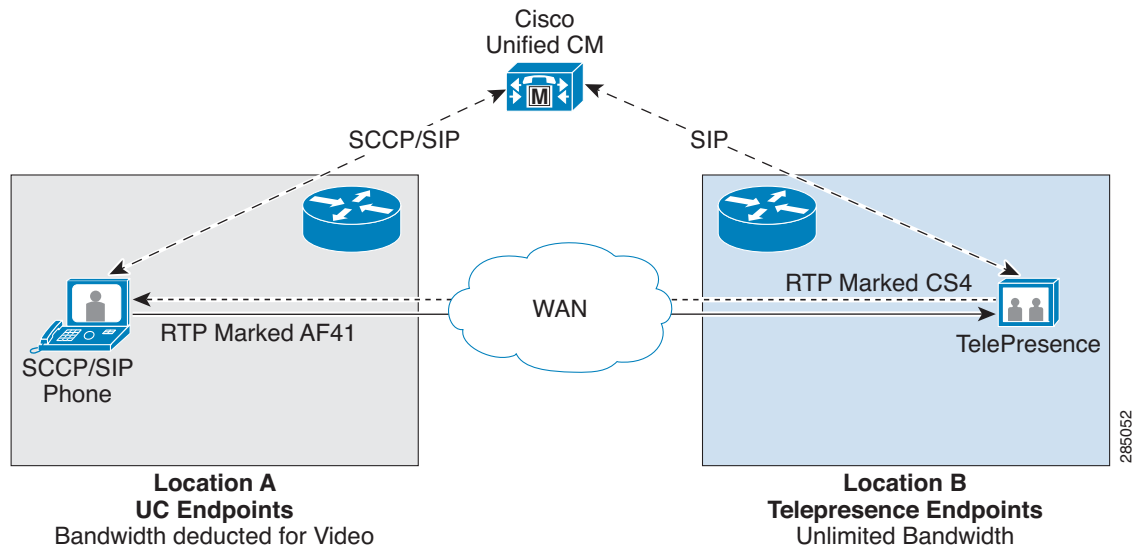 Cisco
Unified CM
M
SCCP/SIP
SIP
RTP Marked CS4
WAN
RTP Marked AF41
TelePresence
SCCP/SIP
Phone
285052
Location A
UC Endpoints
Bandwidth deducted for Video
Location B
Telepresence Endpoints
Unlimited Bandwidth